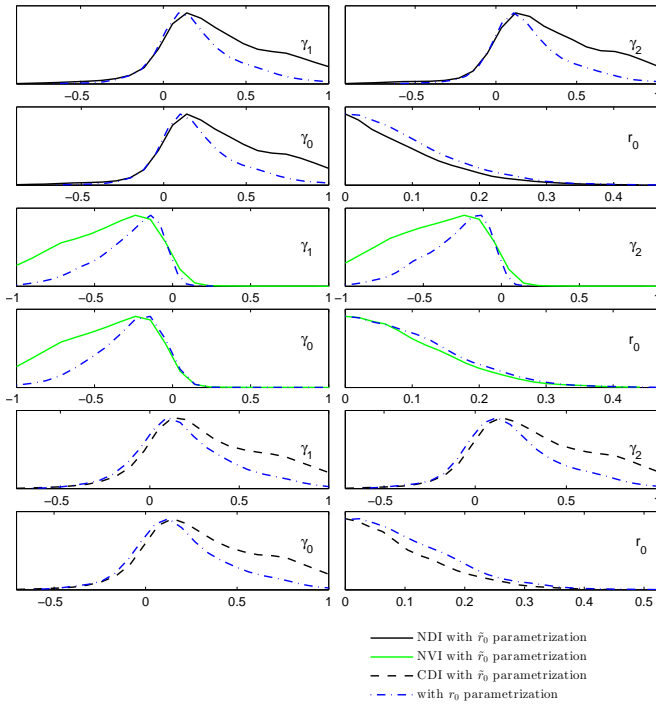 γ1
γ2
−0.5 0 0.5 1
−0.5 0 0.5 1
γ0
r0
−0.5 0 0.5 1
0 0.1 0.2 0.3 0.4
γ1
γ2
−1 −0.5 0 0.5 1
−1 −0.5 0 0.5 1
γ0
r0
−1 −0.5 0 0.5 1
0 0.1 0.2 0.3 0.4
γ1
γ2
−0.5 0 0.5 1
−0.5 0 0.5 1
γ0
r0
−0.5 0 0.5 1
0 0.1 0.2 0.3 0.4 0.5
NDI with r̃0 parametrization
NVI with r̃0 parametrization
CDI with r̃0 parametrization
with r0 parametrization